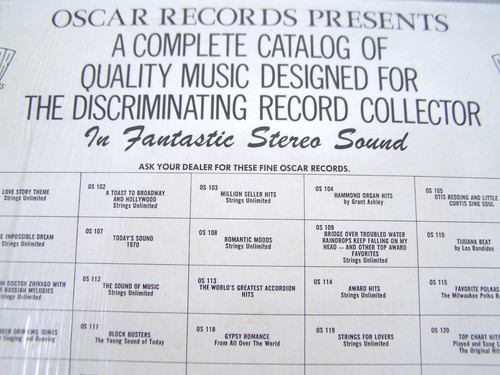 OSCAR RECORDS PRESENTS
A COMPLETE CATALOG OF
QUALITY MUSIC DESIGNED FOR
THE DISCRIMINATING RECORD COLLECTOR
In Fantastic Stereo Sound
ASK YOUR DEALER FOR THESE FINE OSCAR RECORDS.
LOVE STORY THEME
Strings Unlimited
OS 102
A TOAST TO BROADWAY
AND HOLLYWOOD
Strings Unlimited
OS 103
MILLION SELLER HITS
Strings Unlimited
OS 104
HAMMOND ORGAN HITS
by Grant Ashley
OS 105
OTIS REDDING AND LITTLE
CURTIS SING SOUL
IMPOSSIBLE DREAM
Strings Unlimited
OS 107
TODAY'S SOUND
1970
OS 108
ROMANTIC MOODS
Strings Unlimited
OS 109
BRIDGE OVER TROUBLED WATER
RAINDROPS KEEP FALLING ON MY
HEAD — AND OTHER TOP AWARD
FAVORITES
Strings Unlimited
OS 110
TIJUANA BEAT
by Los Bandidos
DOCTOR ZHIVAGO WITH
RUSSIAN MELODIES
Strings Unlimited
OS 112
THE SOUND OF MUSIC
Strings Unlimited
OS 113
THE WORLD'S GREATEST ACCORDION
HITS
OS 114
AWARD HITS
Strings Unlimited
OS 115
FAVORITE POLKAS
The Milwaukee Polka
BEER DRINKING SONGS
Singing and Dancing
OS 117
BLOCK BUSTERS
The Young Sound of Today
OS 118
GYPSY ROMANCE
From All Over The World
OS 119
STRINGS FOR LOVERS
Strings Unlimited
OS 120
TOP CHART HITS
Played and Sung
The Original